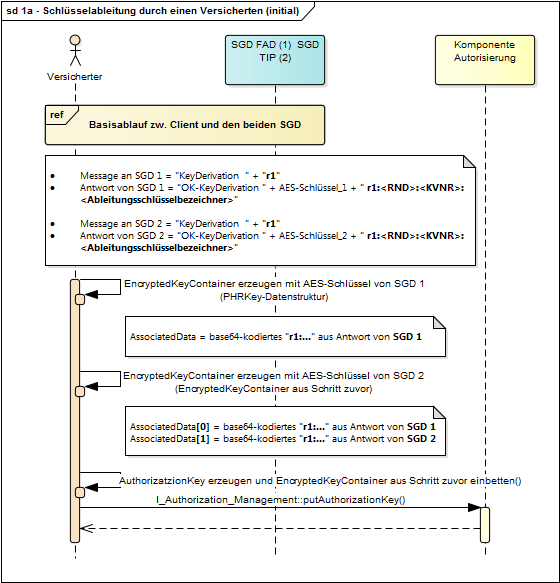 sd 1a - Schlüsselableitung durch einen Versicherten (initial)
SGD FAD (1) SGD
TIP (2)
Komponente
Autorisierung
Versicherter
ref
Basisablauf zw. Client und den beiden SGD
• Message an SGD 1 = "KeyDerivation " + "r1"
• Antwort von SGD 1 = "OK-KeyDerivation " + AES-Schlüssel_1 + " r1:<RND>:<KVNR>:
<Ableitungsschlüsselbezeichner>"
• Message an SGD 2 = "KeyDerivation " + "r1"
• Antwort von SGD 2 = "OK-KeyDerivation " + AES-Schlüssel_2 + " r1:<RND>:<KVNR>:
<Ableitungsschlüsselbezeichner>"
EncryptedKeyContainer erzeugen mit AES-Schlüssel von SGD 1
(PHRKey-Datenstruktur)
AssociatedData = base64-kodiertes "r1:..." aus Antwort von SGD 1
EncryptedKeyContainer erzeugen mit AES-Schlüssel von SGD 2
(EncryptedKeyContainer aus Schritt zuvor)
AssociatedData[0] = base64-kodiertes "r1:..." aus Antwort von SGD 1
AssociatedData[1] = base64-kodiertes "r1:..." aus Antwort von SGD 2
AuthorizatzionKey erzeugen und EncryptedKeyContainer aus Schritt zuvor einbetten()
I_Authorization_Management::putAuthorizationKey()